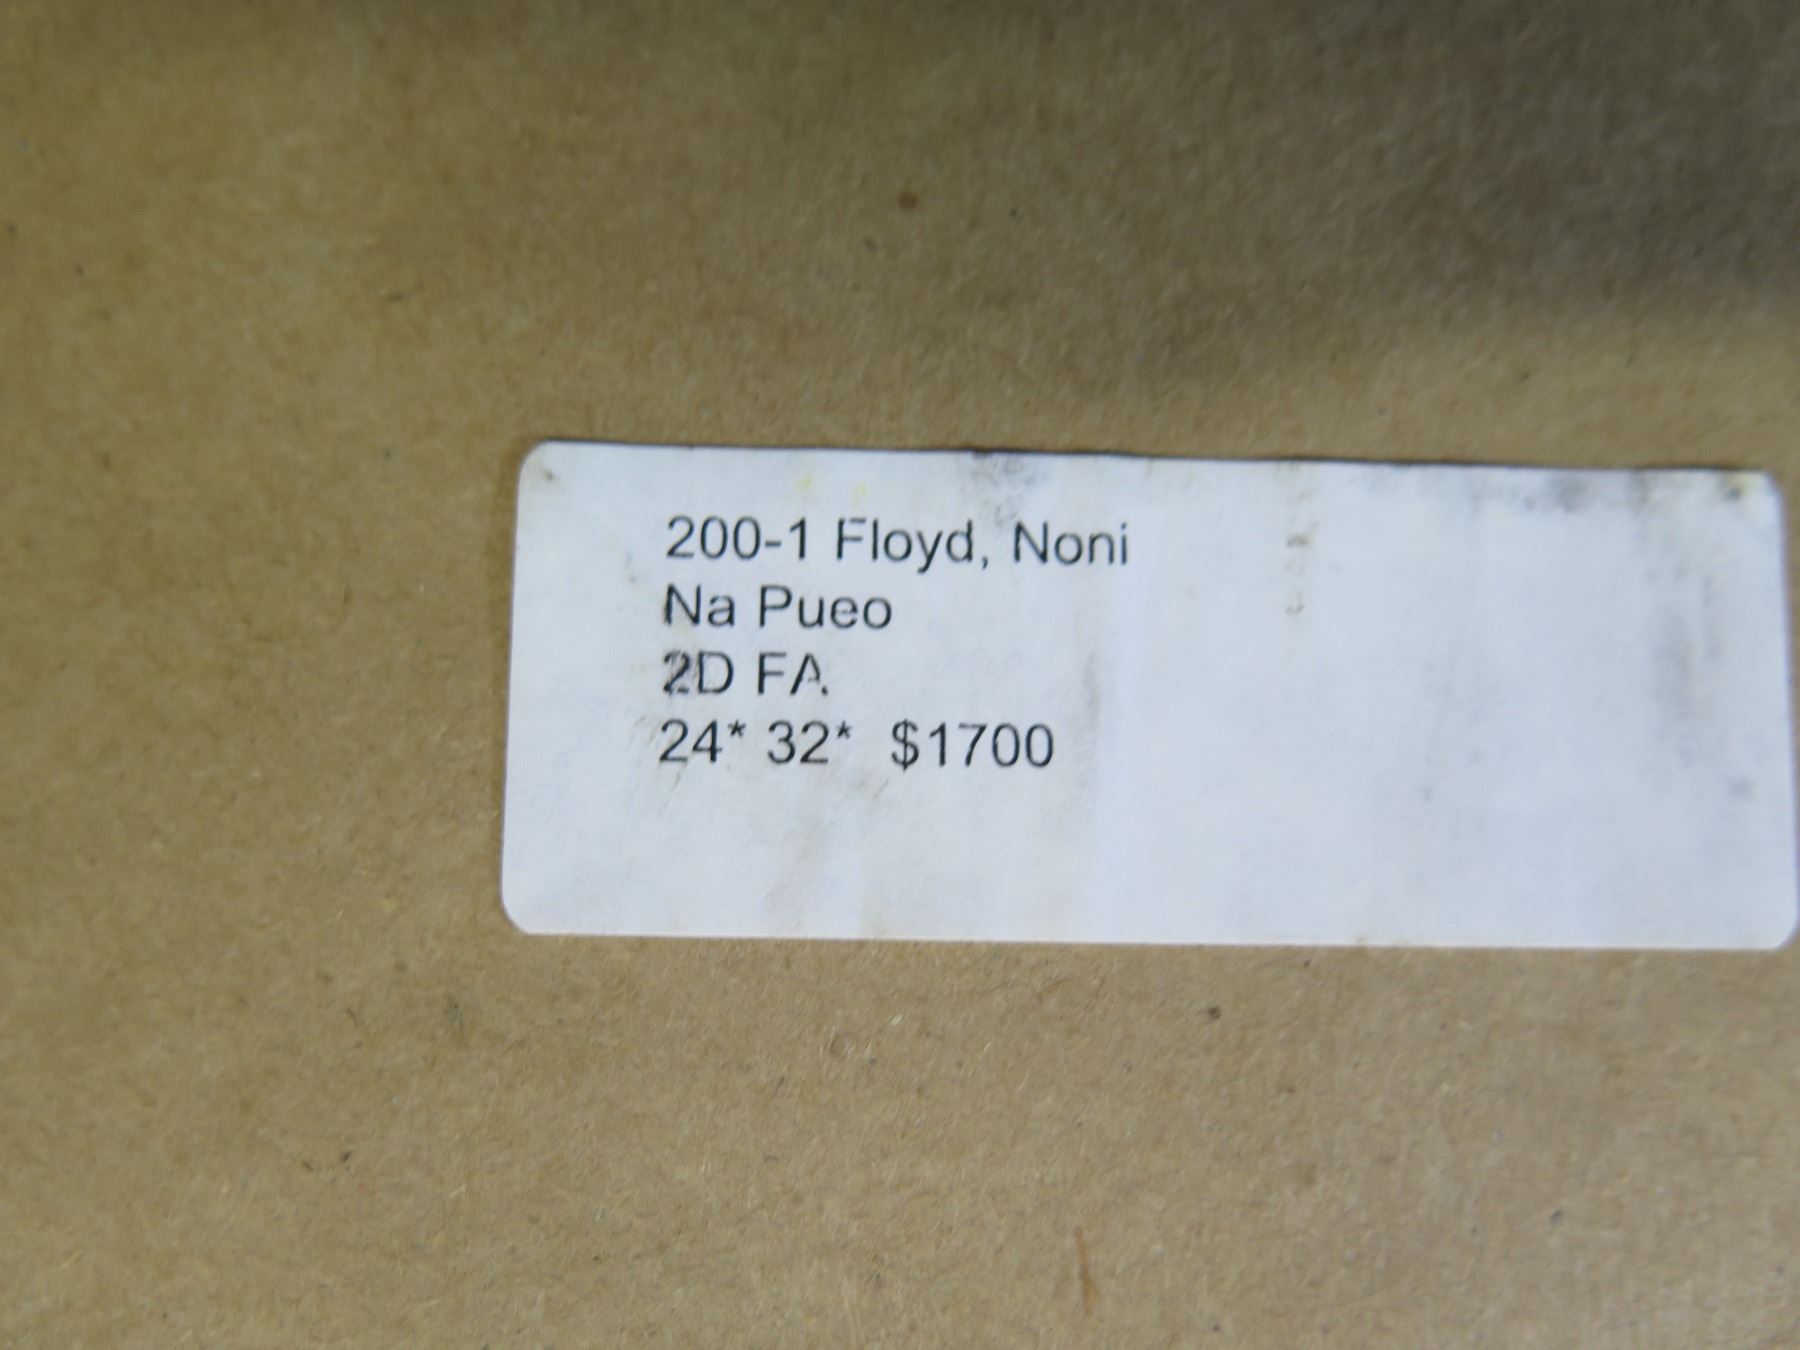 200-1 Floyd, Noni
Na Pueo
2D FA
24* 32* $1700